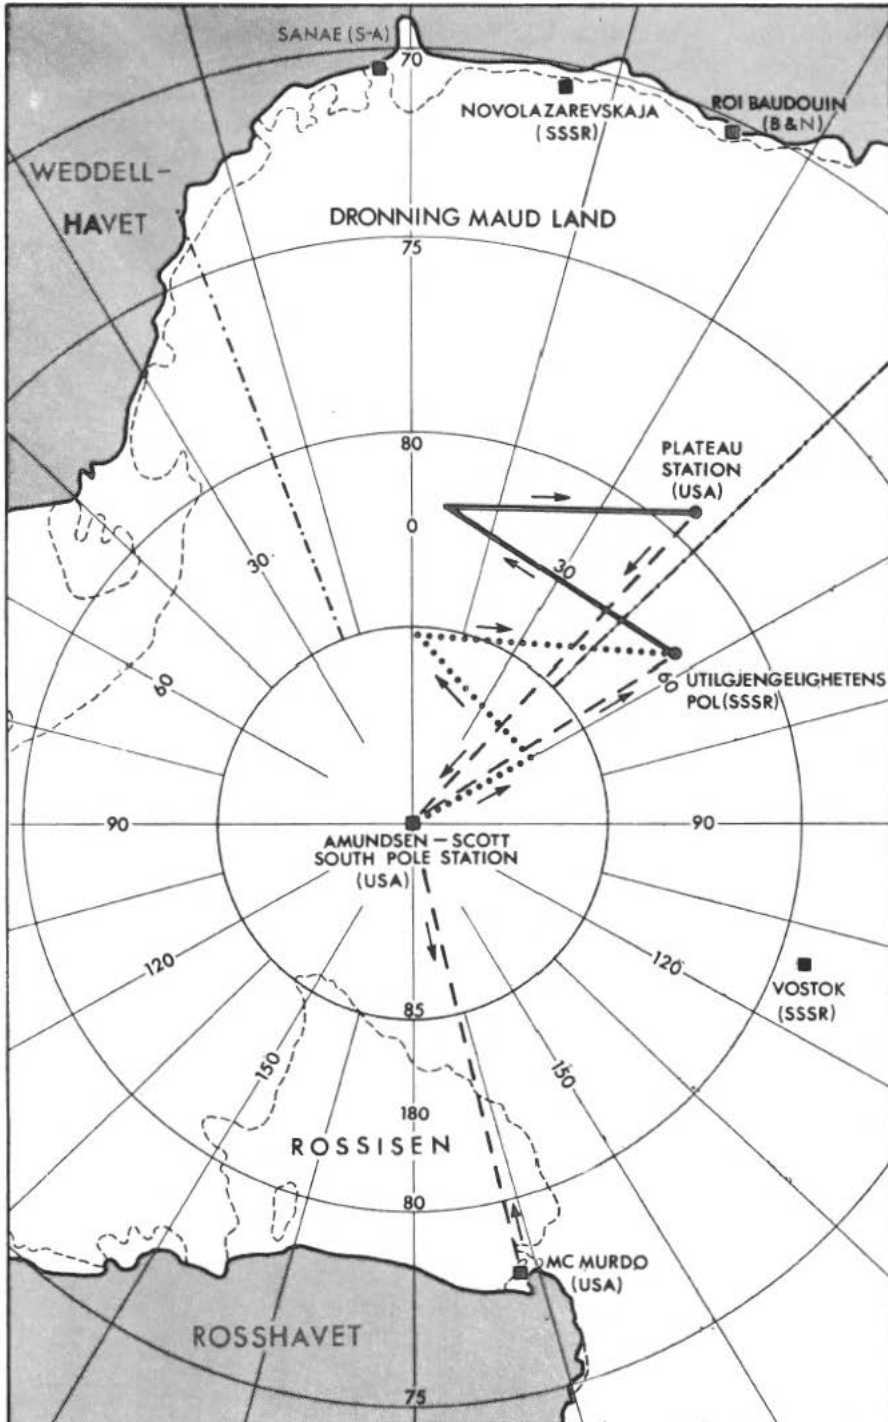 SANAE (S-A)
70
NOVOLAZAREVSKAJA
(SSSR)
ROI BAUDOUIN
(B & N)
WEDDELL-
HAVET
DRONNING MAUD LAND
75
80
PLATEAU
STATION
(USA)
0
30
30
60
60
UTILGJENGELIGHETENS
POL (SSSR)
90
90
AMUNDSEN - SCOTT
SOUTH POLE STATION
(USA)
120
120
VOSTOK
(SSSR)
85
150
150
180
ROSSISEN
80
MC MURDO
(USA)
ROSSHAVET
75